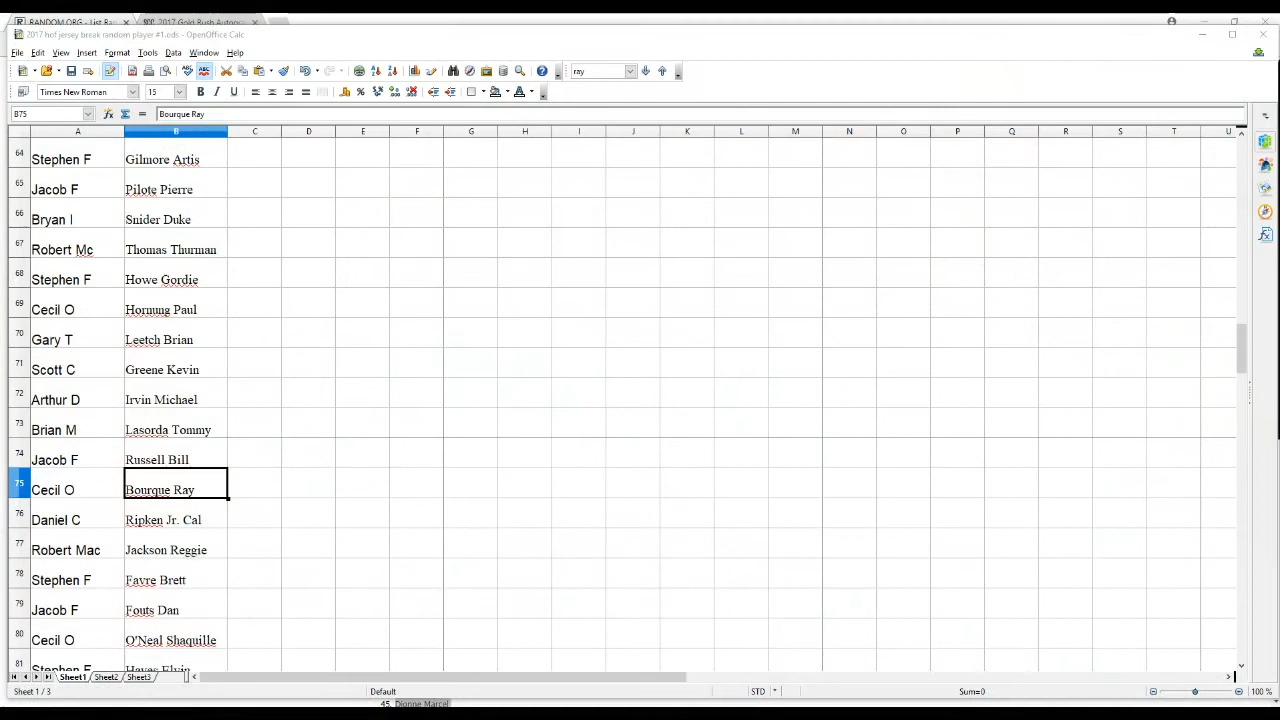 RANDOM.ORG - List Ran
2017 Gold Rush Autogra
2017 hof jersey break random player #1.ods - OpenOffice Calc
File Edit View Insert Format Tools Data Window Help
ray
Times New Roman 15
B75 Bourque Ray
A B C D E F G H I J K L M N O P Q R S T U
64 Stephen F Gilmore Artis
65 Jacob F Pilote Pierre
66 Bryan I Snider Duke
67 Robert Mc Thomas Thurman
68 Stephen F Howe Gordie
69 Cecil O Hornung Paul
70 Gary T Leetch Brian
71 Scott C Greene Kevin
72 Arthur D Irvin Michael
73 Brian M Lasorda Tommy
74 Jacob F Russell Bill
75 Cecil O Bourque Ray
76 Daniel C Ripken Jr. Cal
77 Robert Mac Jackson Reggie
78 Stephen F Favre Brett
79 Jacob F Fouts Dan
80 Cecil O O'Neal Shaquille
81 Stephen F Hayes Elvin
Sheet1 Sheet2 Sheet3
Sheet 1 / 3 Default STD * Sum=0 100 %
45. Dionne Marcel